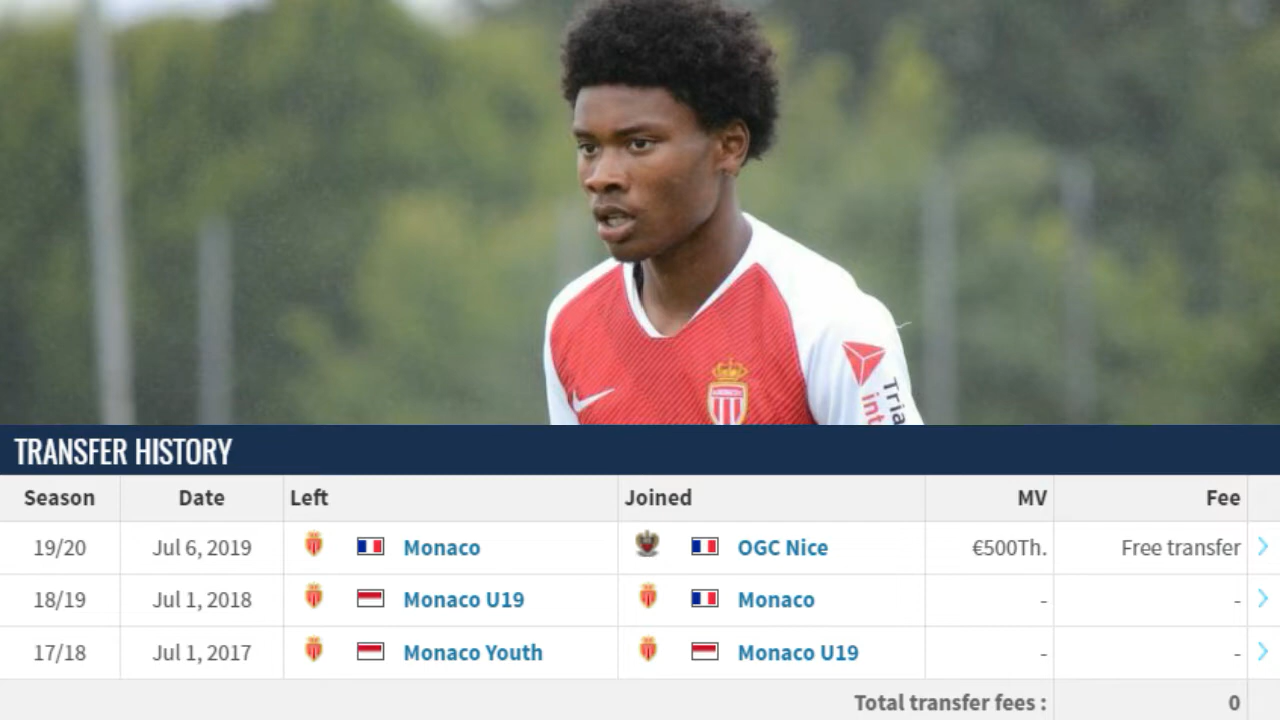 Tria
int
TRANSFER HISTORY
Season Date Left Joined MV Fee
19/20 Jul 6, 2019 Monaco OGC Nice €500Th. Free transfer
18/19 Jul 1, 2018 Monaco U19 Monaco - -
17/18 Jul 1, 2017 Monaco Youth Monaco U19 - -
Total transfer fees : 0